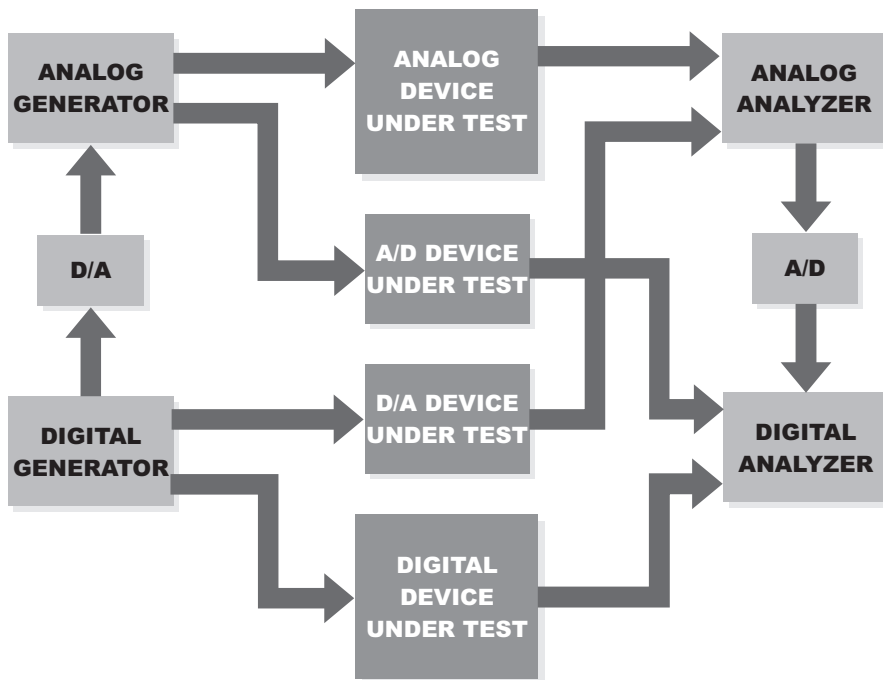 ANALOG
GENERATOR
ANALOG
DEVICE
UNDER TEST
ANALOG
ANALYZER
D/A
A/D DEVICE
UNDER TEST
A/D
DIGITAL
GENERATOR
D/A DEVICE
UNDER TEST
DIGITAL
ANALYZER
DIGITAL
DEVICE
UNDER TEST